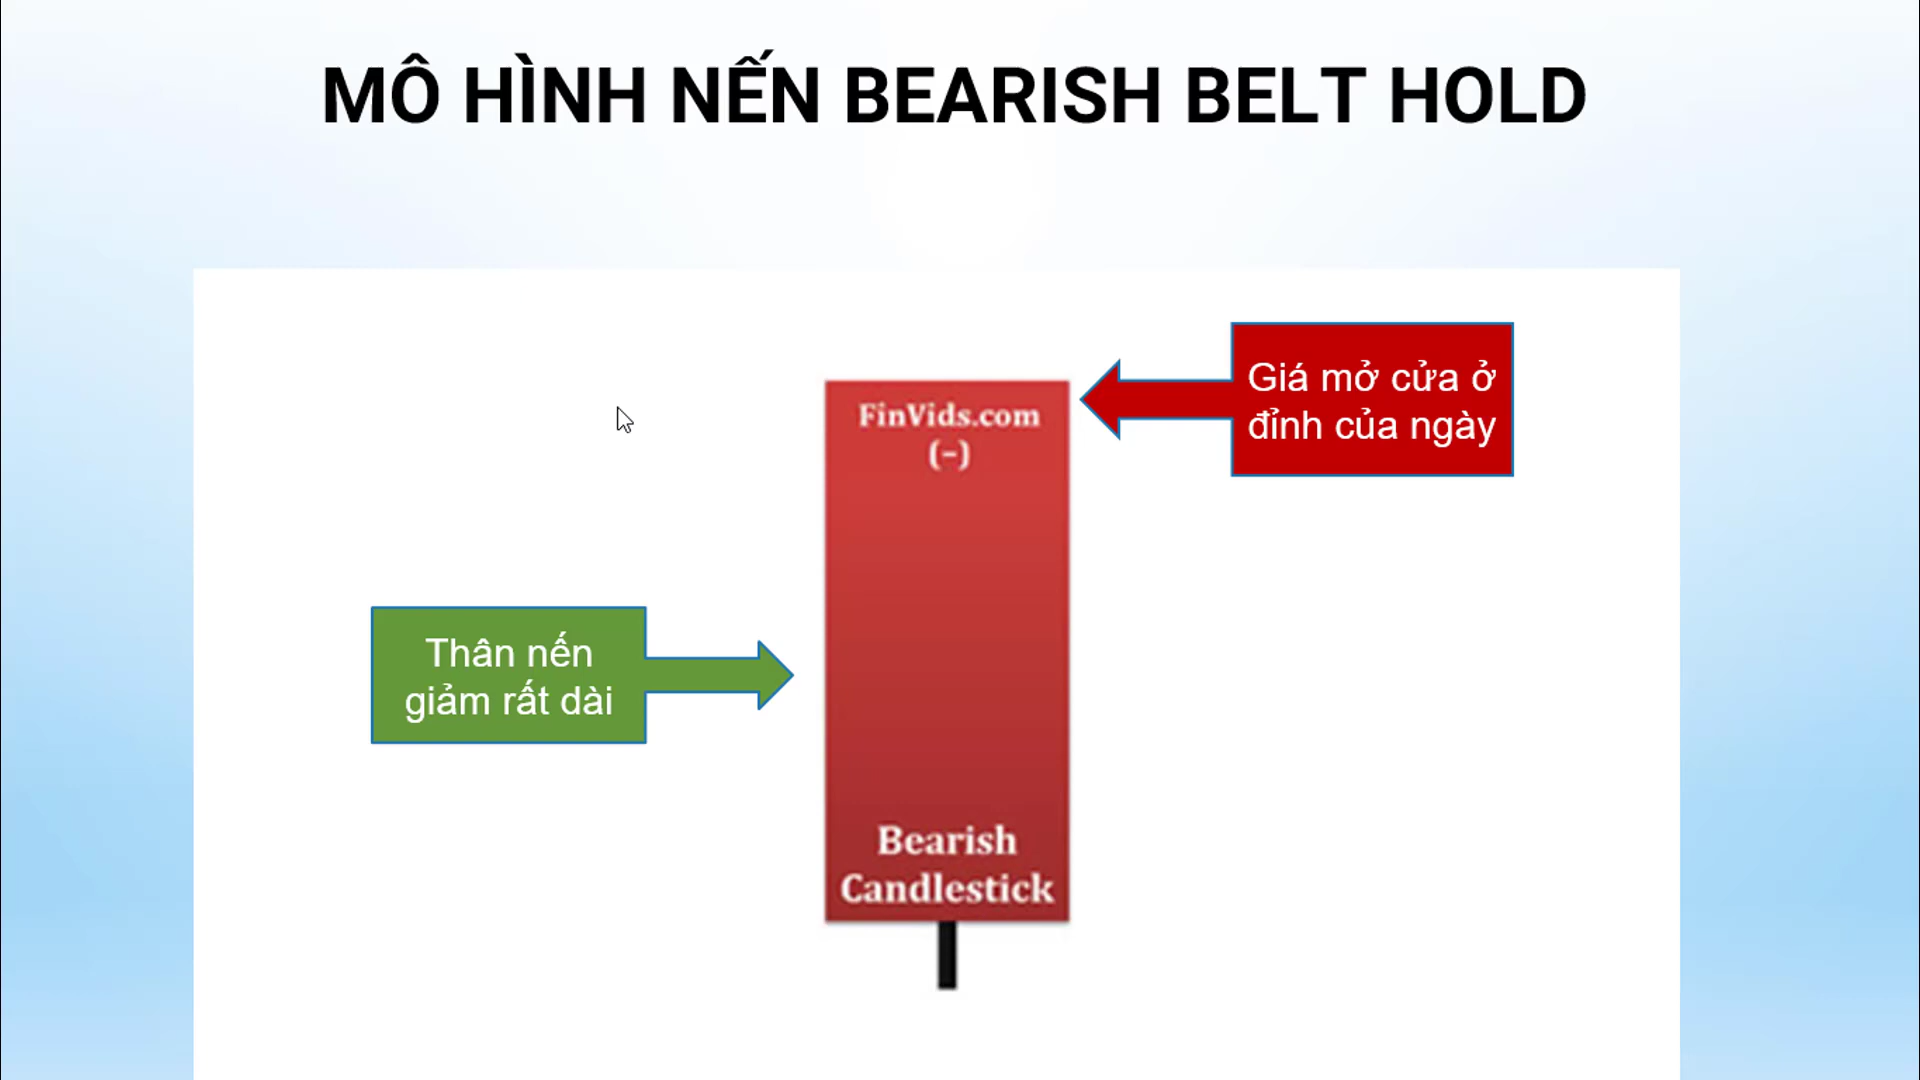 MÔ HÌNH NẾN BEARISH BELT HOLD
Giá mở cửa ở
đỉnh của ngày
FinVids.com
(–)
Thân nến
giảm rất dài
Bearish
Candlestick